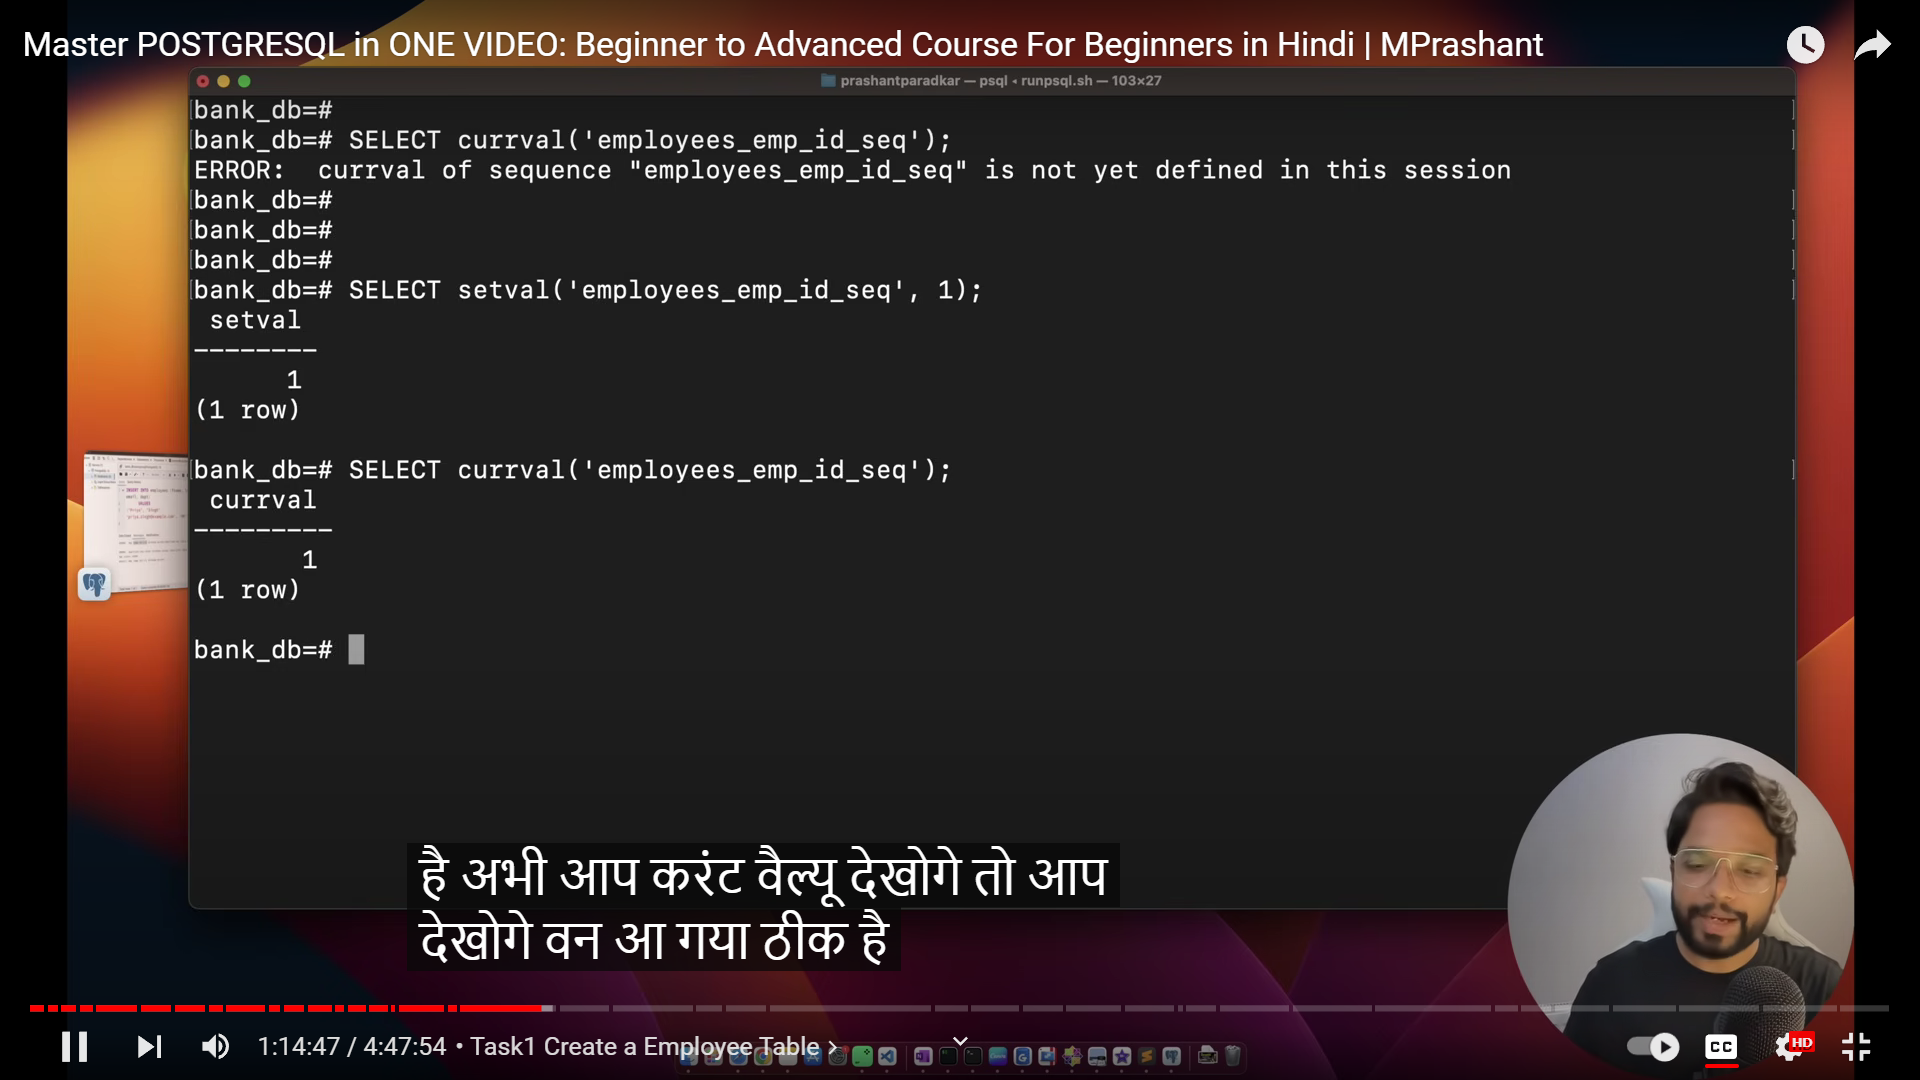 Master POSTGRESQL in ONE VIDEO: Beginner to Advanced Course For Beginners in Hindi | MPrashant
prashantparadkar — psql ◂ runpsql.sh — 103×27
bank_db=#
bank_db=# SELECT currval('employees_emp_id_seq');
ERROR:  currval of sequence "employees_emp_id_seq" is not yet defined in this session
bank_db=#
bank_db=#
bank_db=#
bank_db=# SELECT setval('employees_emp_id_seq', 1);
setval
--------
1
(1 row)
bank_db=# SELECT currval('employees_emp_id_seq');
currval
---------
1
(1 row)
bank_db=#
है अभी आप करंट वैल्यू देखोगे तो आप
देखोगे वन आ गया ठीक है
1:14:47 / 4:47:54 • Task1 Create a Employee Table
CC
HD